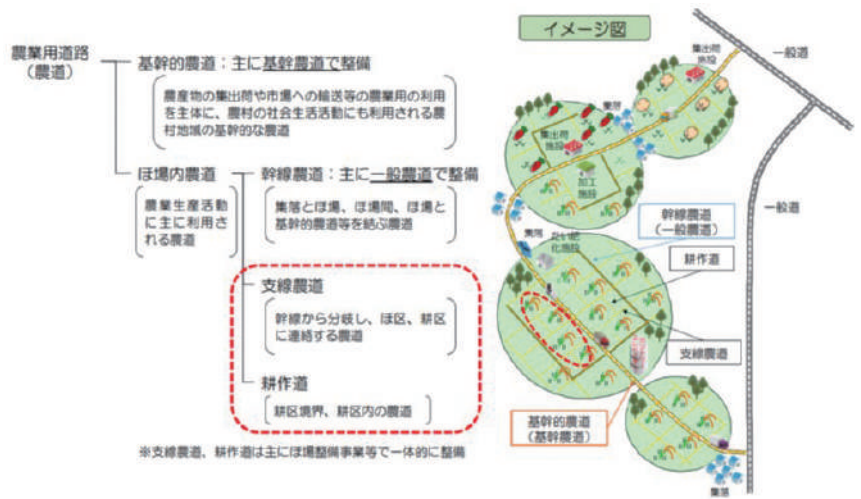 農業用道路
(農道)
基幹的農道:主に基幹農道で整備
農産物の集出荷や市場への輸送等の農業用の利用
を主体に、農村の社会生活活動にも利用される農
村地域の基幹的な農道
ほ場内農道
農業生産活動
に主に利用さ
れる農道
幹線農道:主に一般農道で整備
集落とほ場、ほ場間、ほ場と
基幹的農道等を結ぶ農道
支線農道
幹線から分岐し、ほ区、耕区
に連絡する農道
耕作道
耕区境界、耕区内の農道
※支線農道、耕作道は主にほ場整備事業等で一体的に整備
イメージ図
集出荷
施設
一般道
集落
集出荷
施設
加工
施設
一般道
集落
たい肥
化施設
幹線農道
(一般農道)
耕作道
支線農道
基幹的農道
(基幹農道)
集落